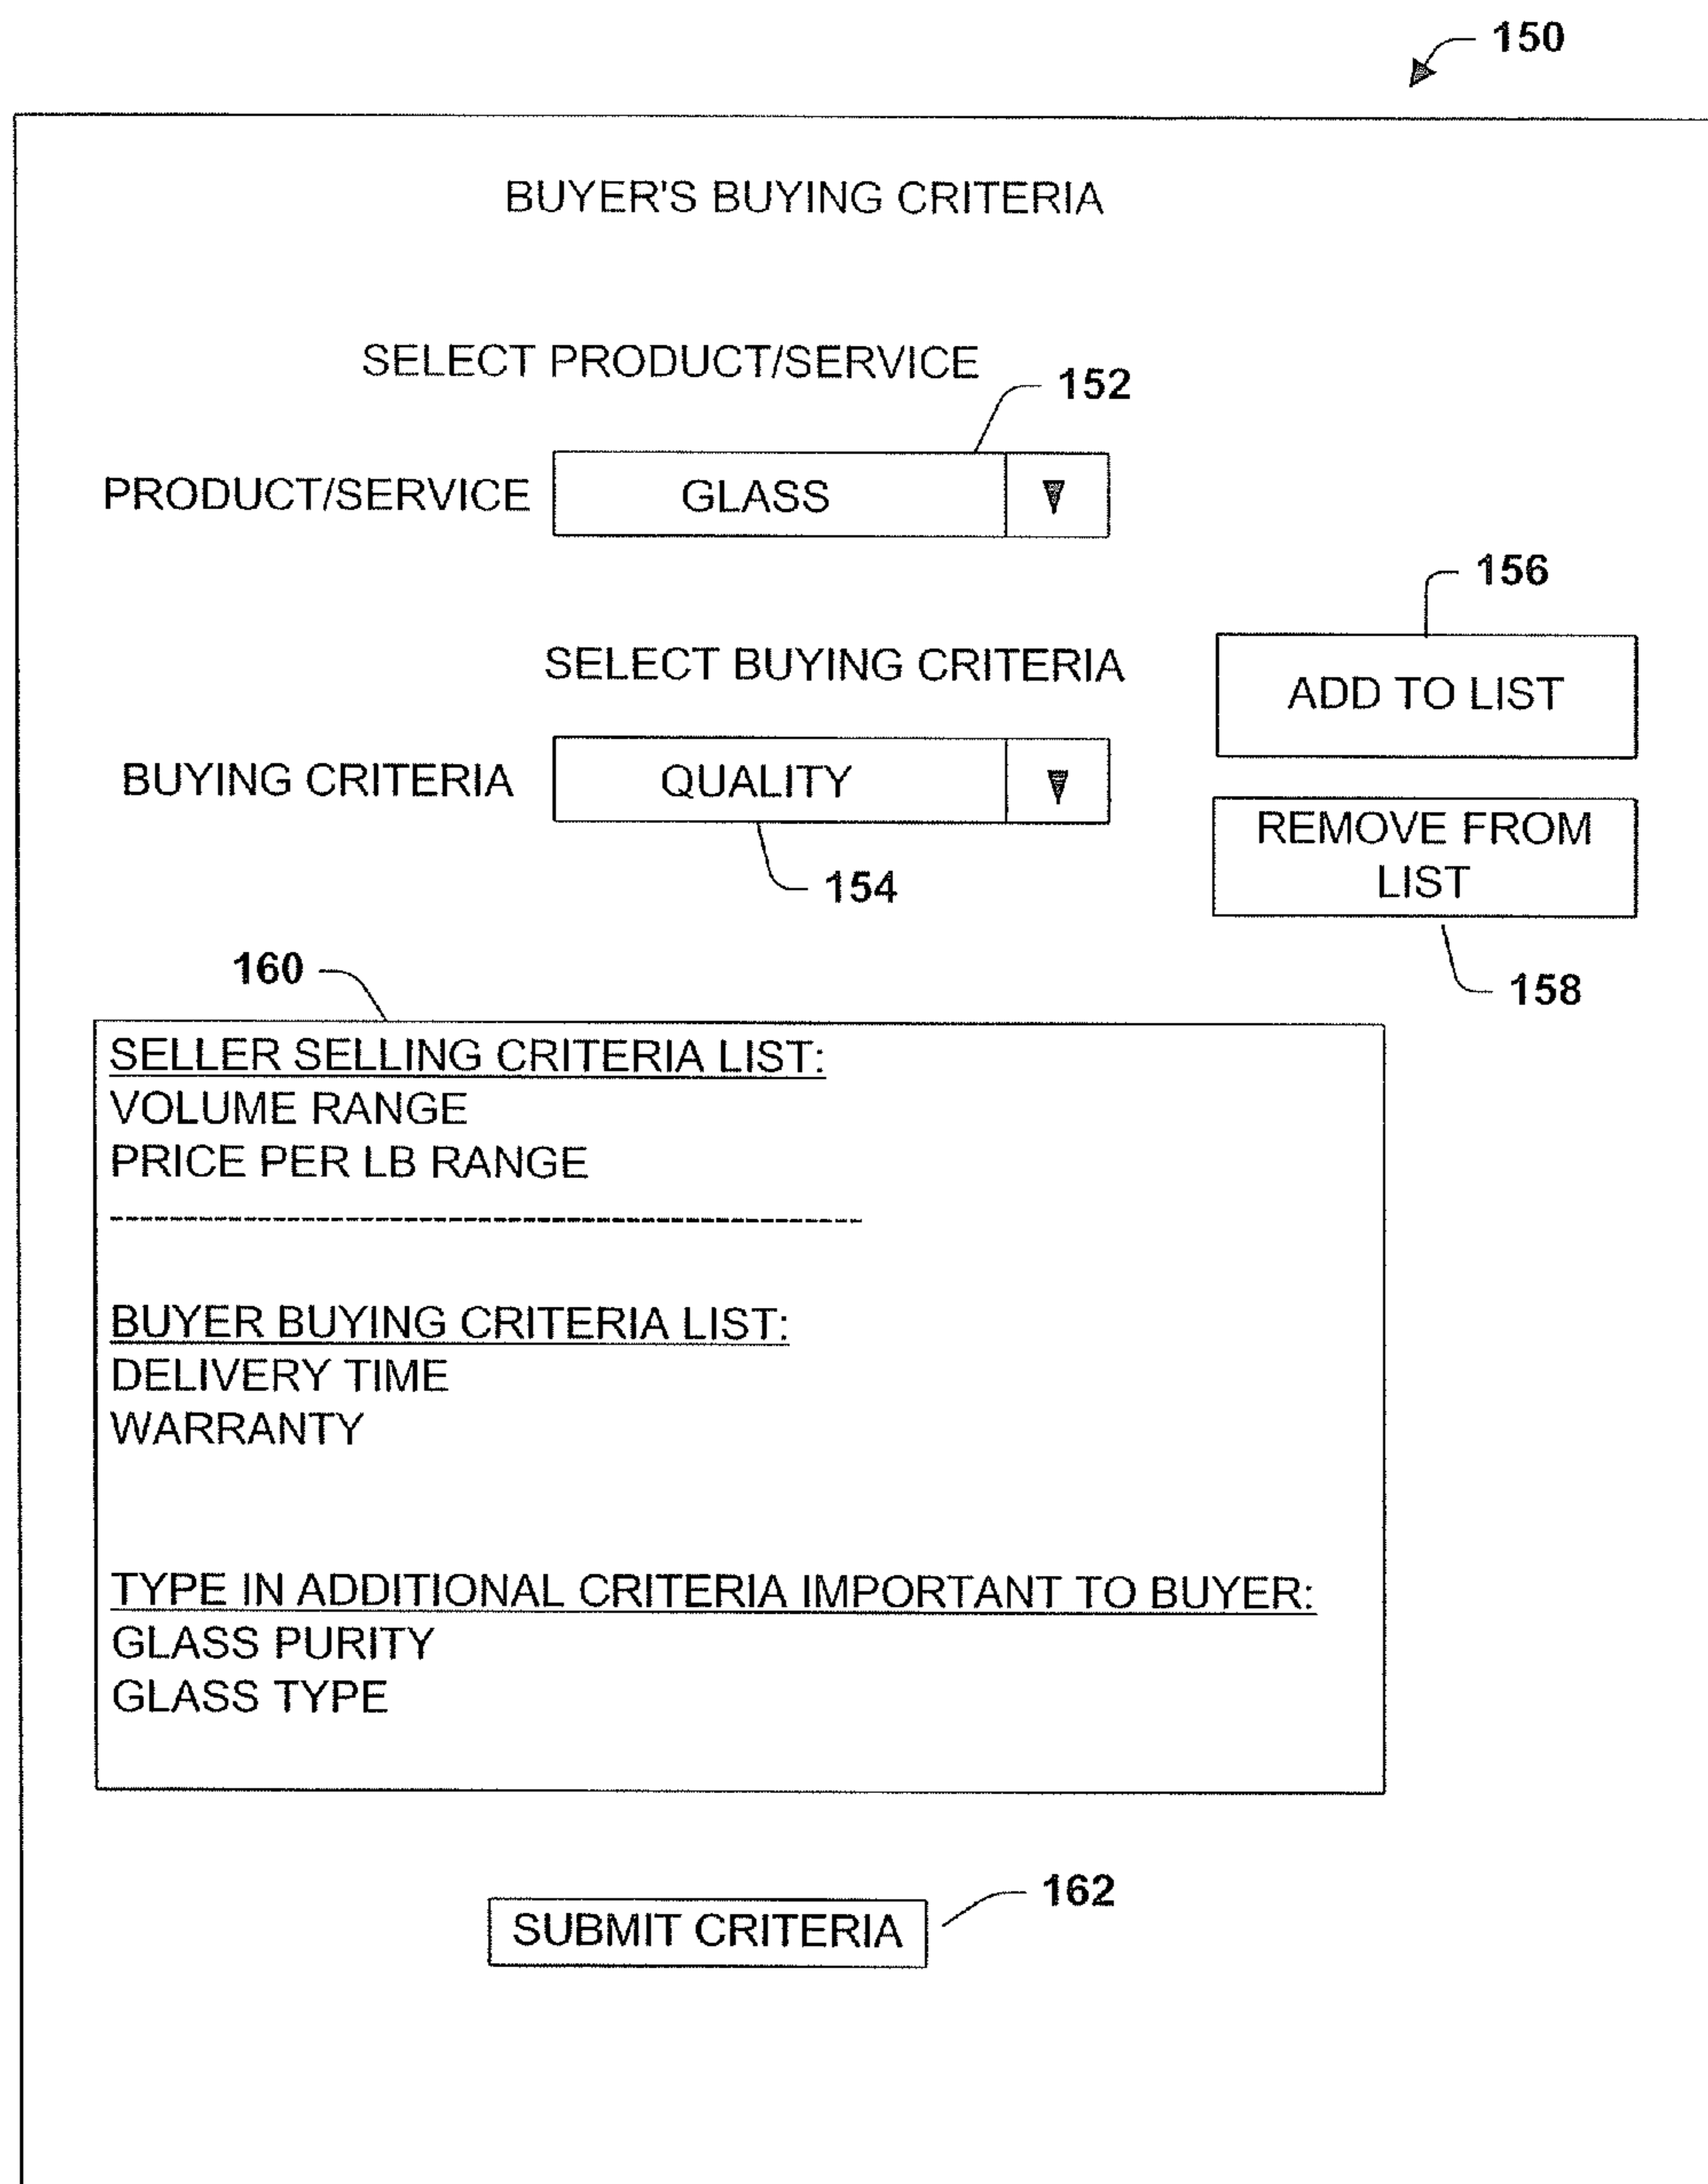 150
BUYER'S BUYING CRITERIA
SELECT PRODUCT/SERVICE
152
PRODUCT/SERVICE GLASS
156
SELECT BUYING CRITERIA
ADD TO LIST
BUYING CRITERIA QUALITY
REMOVE FROM
LIST
154
160
158
SELLER SELLING CRITERIA LIST:
VOLUME RANGE
PRICE PER LB RANGE
----------------------------------------------------
BUYER BUYING CRITERIA LIST:
DELIVERY TIME
WARRANTY
TYPE IN ADDITIONAL CRITERIA IMPORTANT TO BUYER:
GLASS PURITY
GLASS TYPE
162
SUBMIT CRITERIA